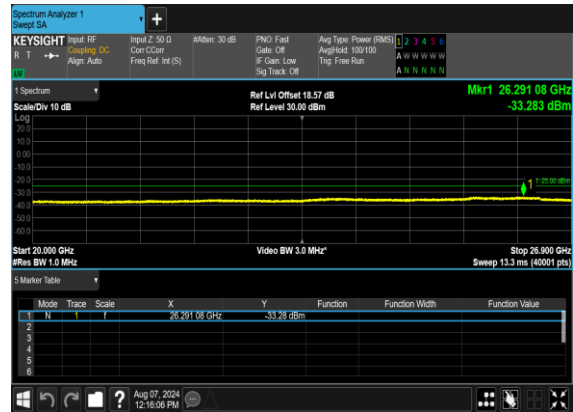 Spectrum Analyzer 1
Swept SA
+
KEYSIGHT Input: RF Input Z: 50 Ω #Atten: 30 dB PNO: Fast Avg Type: Power (RMS) 1 2 3 4 5 6
R T Coupling: DC Corr CCorr Gate: Off Avg|Hold: 100/100 A W W W W W
Align: Auto Freq Ref: Int (S) IF Gain: Low Trig: Free Run
LW Sig Track: Off A N N N N N
1 Spectrum Ref Lvl Offset 18.57 dB Mkr1 26.291 08 GHz
Scale/Div 10 dB Ref Level 30.00 dBm -33.283 dBm
Log
20.0
10.0
0.00
-10.0
-20.0
1 -25.00 dBm
-30.0
-40.0
-50.0
-60.0
Start 20.000 GHz Video BW 3.0 MHz* Stop 26.900 GHz
#Res BW 1.0 MHz Sweep 13.3 ms (40001 pts)
5 Marker Table
Mode Trace Scale X Y Function Function Width Function Value
1 N 1 f 26.291 08 GHz -33.28 dBm
2
3
4
5
6
? Aug 07, 2024
12:16:06 PM